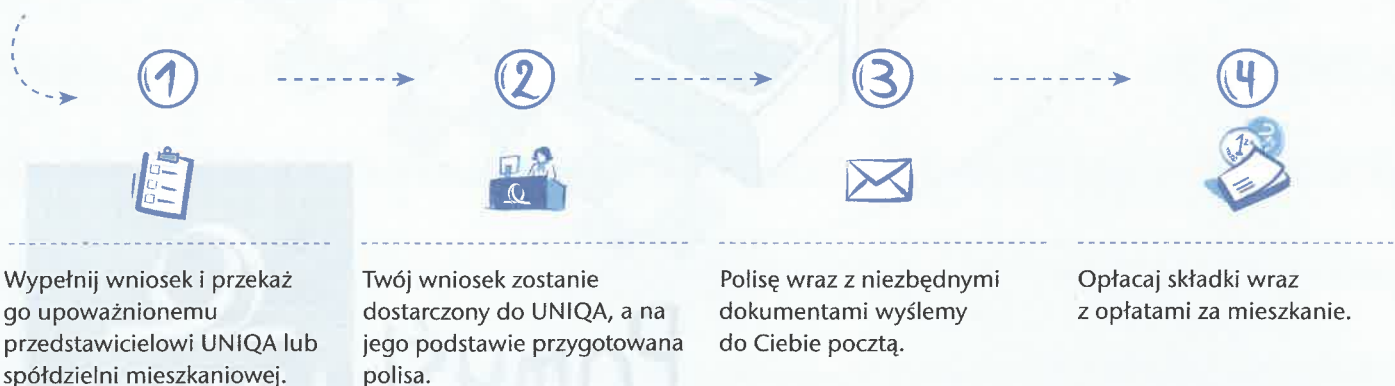 1
2
3
4
Wypełnij wniosek i przekaż
go upoważnionemu
przedstawicielowi UNIQA lub
spółdzielni mieszkaniowej.
Twój wniosek zostanie
dostarczony do UNIQA, a na
jego podstawie przygotowana
polisa.
Polisę wraz z niezbędnymi
dokumentami wyślemy
do Ciebie pocztą.
Opłacaj składki wraz
z opłatami za mieszkanie.